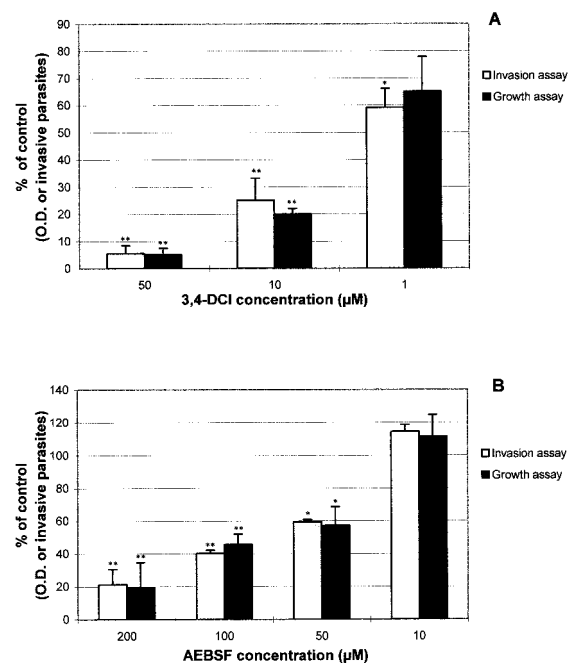 A
90
80
70
60
50
40
30
20
10
0
% of control
(O.D. or invasive parasites)
** ** ** ** *
50 10 1
3,4-DCI concentration (µM)
Invasion assay
Growth assay
B
140
120
100
80
60
40
20
0
% of control
(O.D. or invasive parasites)
** ** ** ** * *
200 100 50 10
AEBSF concentration (µM)
Invasion assay
Growth assay